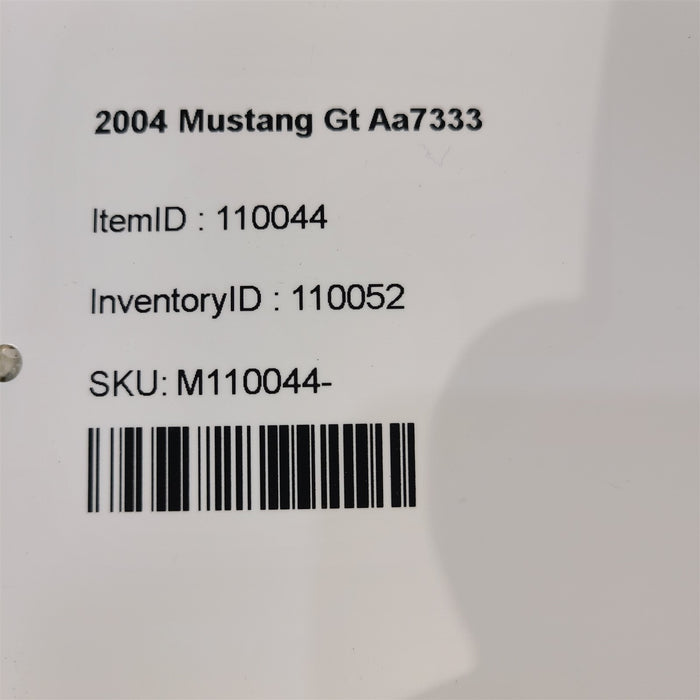 2004 Mustang Gt Aa7333
ItemID : 110044
InventoryID : 110052
SKU: M110044-